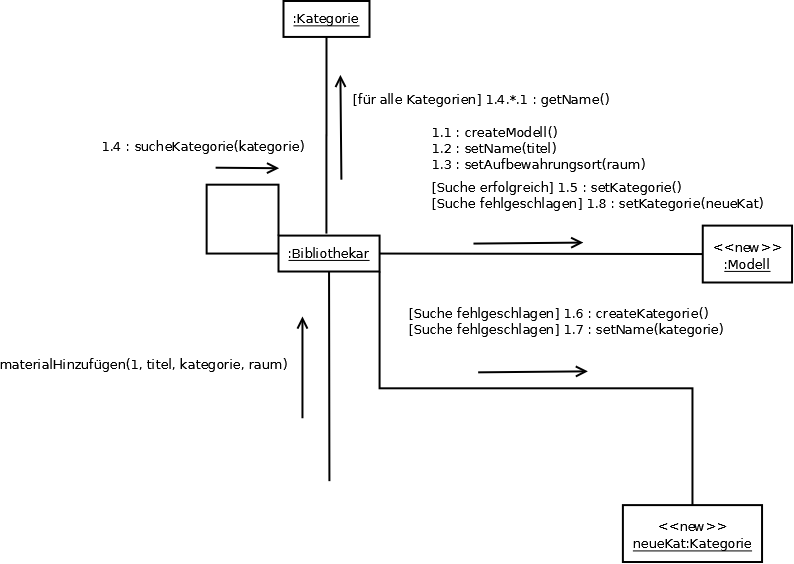 :Kategorie
[für alle Kategorien] 1.4.*.1 : getName()
1.1 : createModell()
1.2 : setName(titel)
1.3 : setAufbewahrungsort(raum)
1.4 : sucheKategorie(kategorie)
[Suche erfolgreich] 1.5 : setKategorie()
[Suche fehlgeschlagen] 1.8 : setKategorie(neueKat)
:Bibliothekar
<<new>>
:Modell
[Suche fehlgeschlagen] 1.6 : createKategorie()
[Suche fehlgeschlagen] 1.7 : setName(kategorie)
materialHinzufügen(1, titel, kategorie, raum)
<<new>>
neueKat:Kategorie